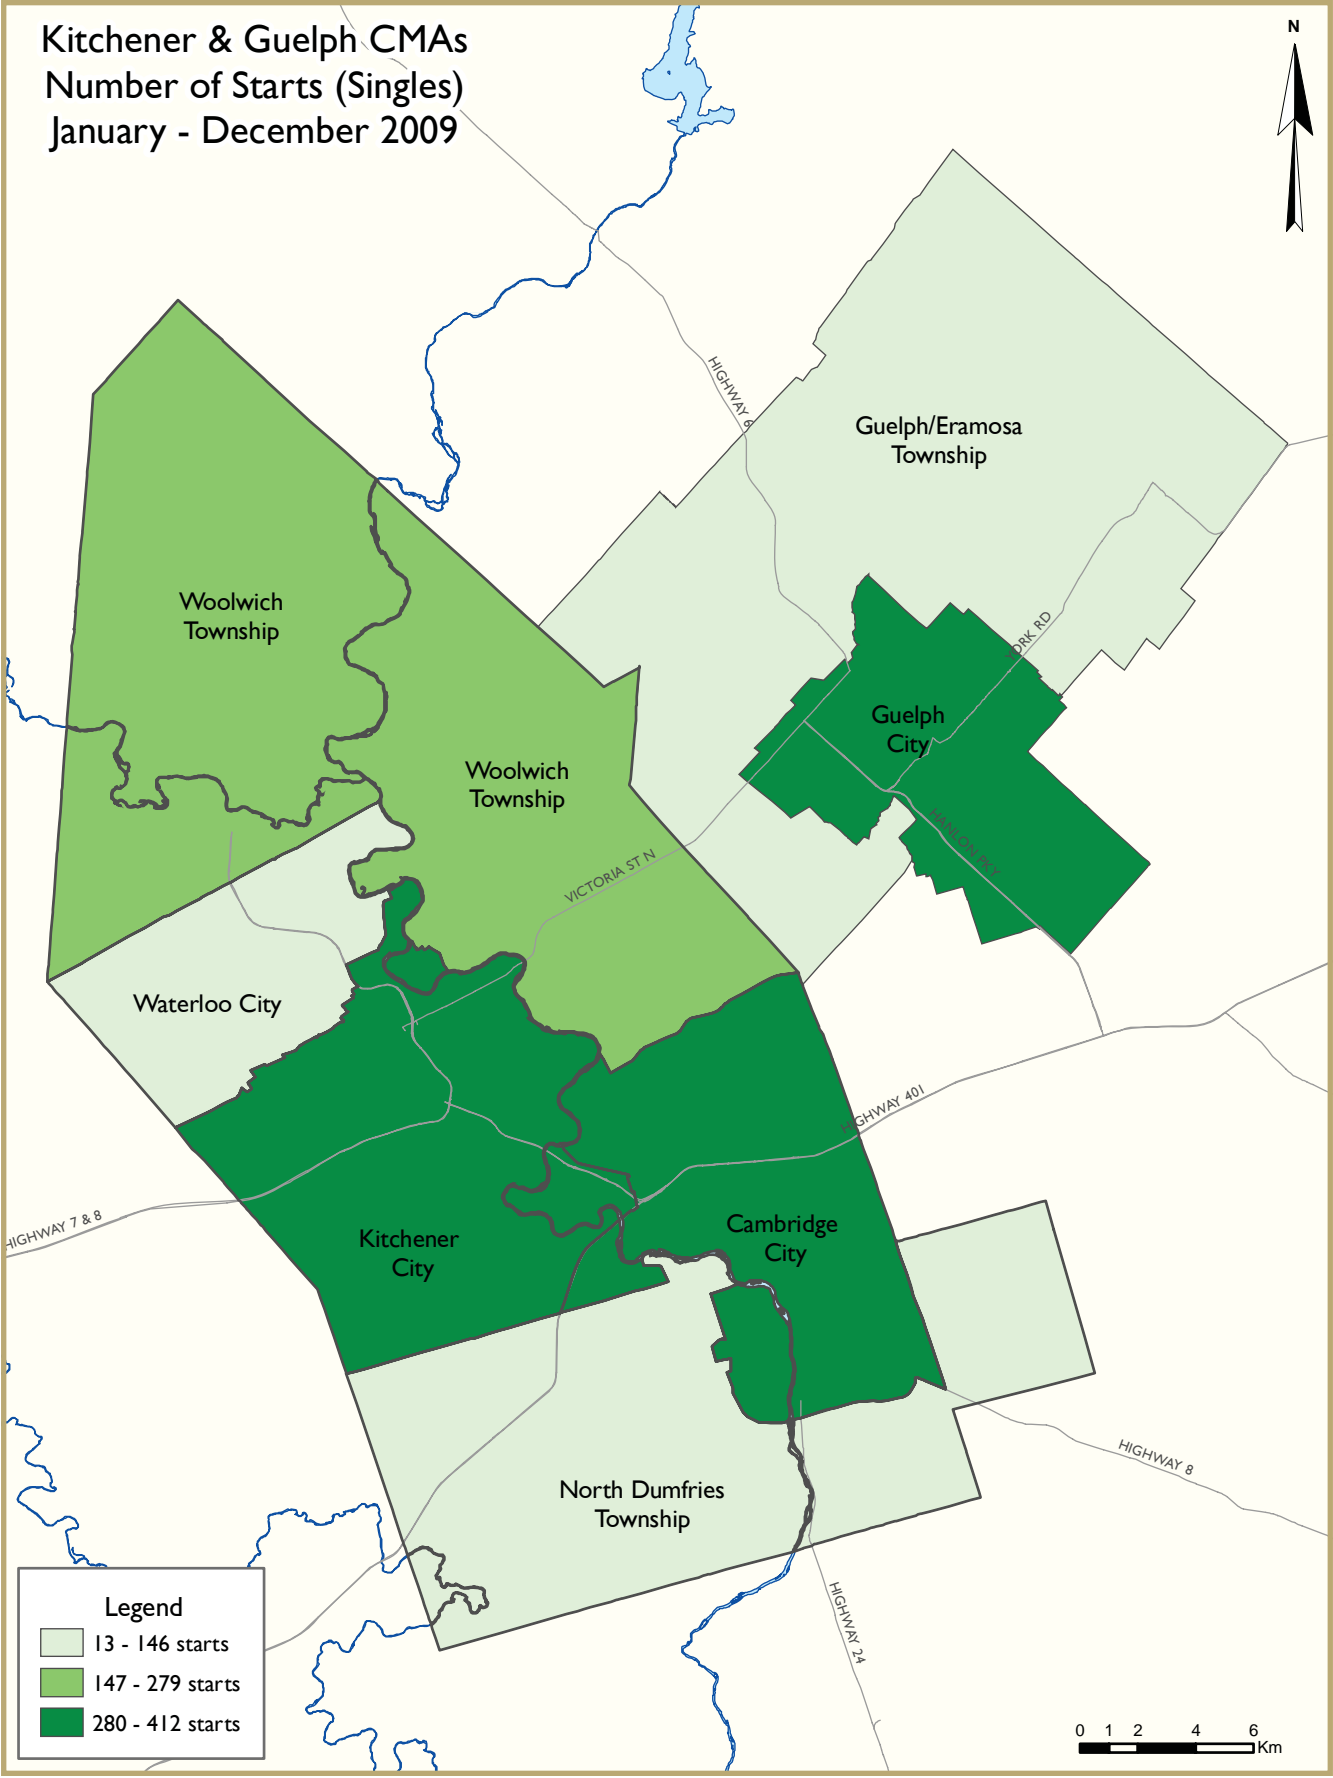 Kitchener & Guelph CMAs
Number of Starts (Singles)
January - December 2009
N
HIGHWAY 6
Guelph/Eramosa
Township
Woolwich
Township
YORK RD
Guelph
City
Woolwich
Township
HANLON PKY
VICTORIA ST N
Waterloo City
HIGHWAY 401
HIGHWAY 7 & 8
Kitchener
City
Cambridge
City
HIGHWAY 8
North Dumfries
Township
HIGHWAY 24
Legend
13 - 146 starts
147 - 279 starts
280 - 412 starts
0 1 2 4 6
Km